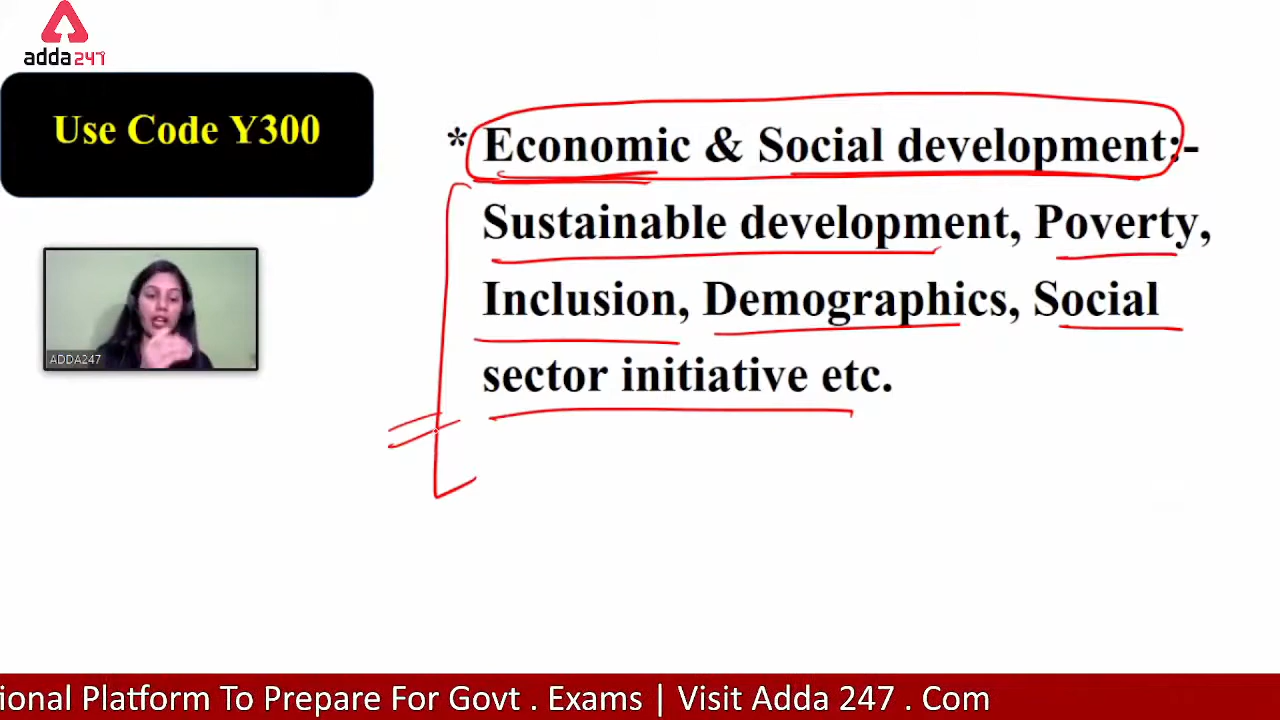 adda247
Use Code Y300
* Economic & Social development:-
Sustainable development, Poverty,
Inclusion, Demographics, Social
sector initiative etc.
ADDA247
ional Platform To Prepare For Govt . Exams | Visit Adda 247 . Com